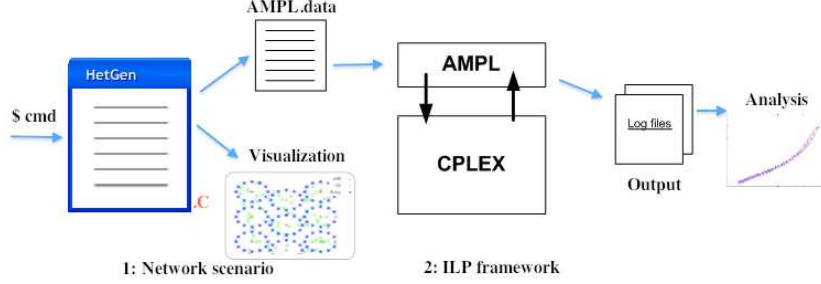 AMPL.data
HetGen
$ cmd
.C
Visualization
1: Network scenario
AMPL
CPLEX
2: ILP framework
Log files
Output
Analysis